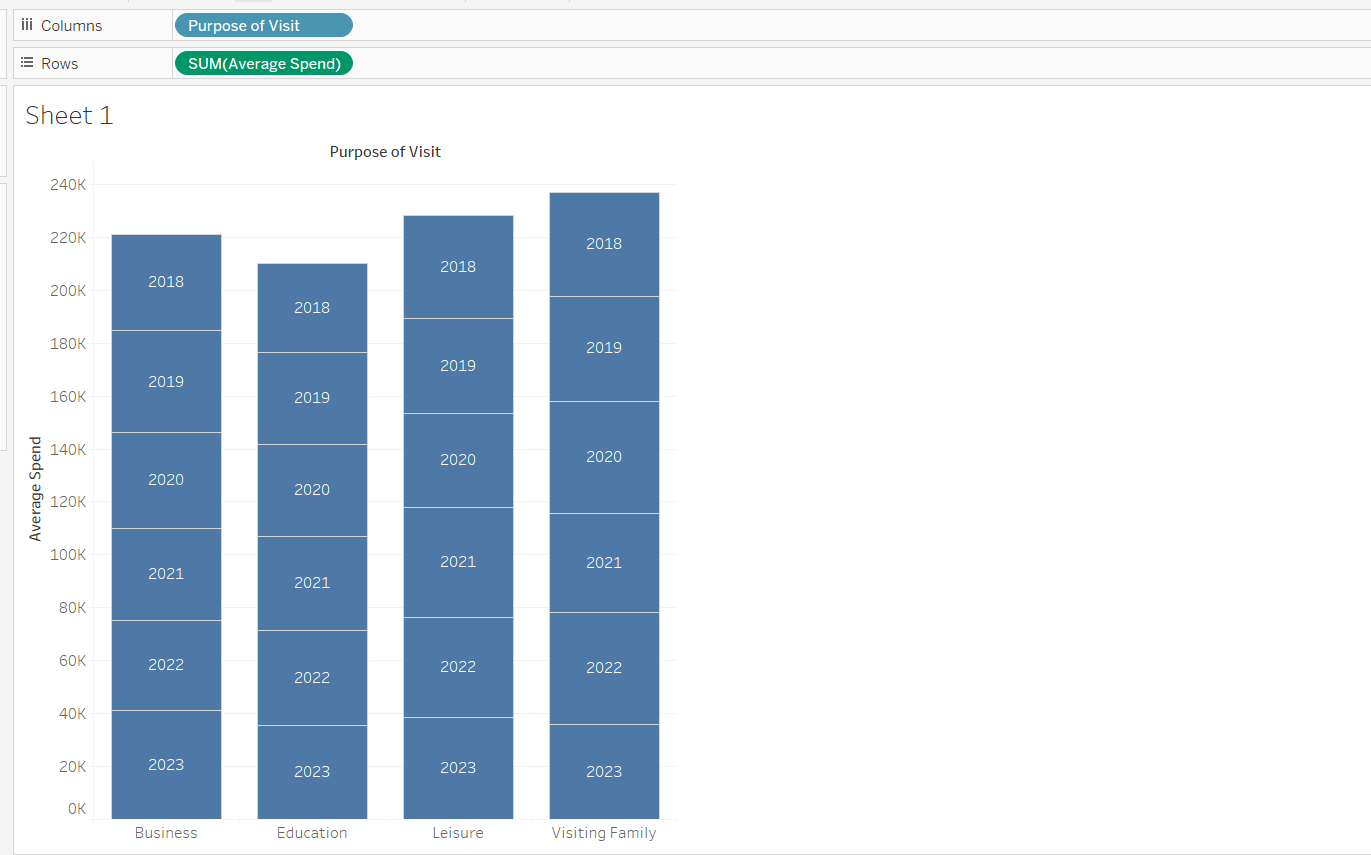 Columns Purpose of Visit
Rows SUM(Average Spend)
Sheet 1
Purpose of Visit
Average Spend
240K
220K
200K
180K
160K
140K
120K
100K
80K
60K
40K
20K
0K
2018
2019
2020
2021
2022
2023
2018
2019
2020
2021
2022
2023
2018
2019
2020
2021
2022
2023
2018
2019
2020
2021
2022
2023
Business Education Leisure Visiting Family